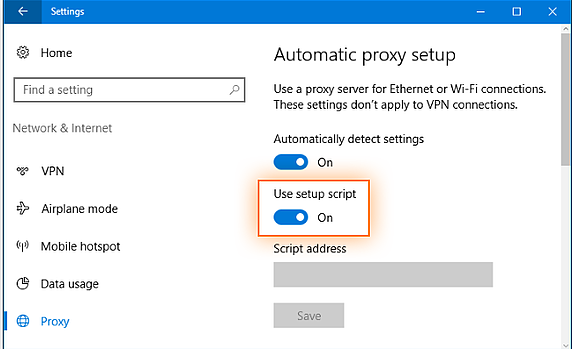 Settings
Home
Find a setting
Network & Internet
VPN
Airplane mode
Mobile hotspot
Data usage
Proxy
Automatic proxy setup
Use a proxy server for Ethernet or Wi-Fi connections.
These settings don't apply to VPN connections.
Automatically detect settings
On
Use setup script
On
Script address
Save